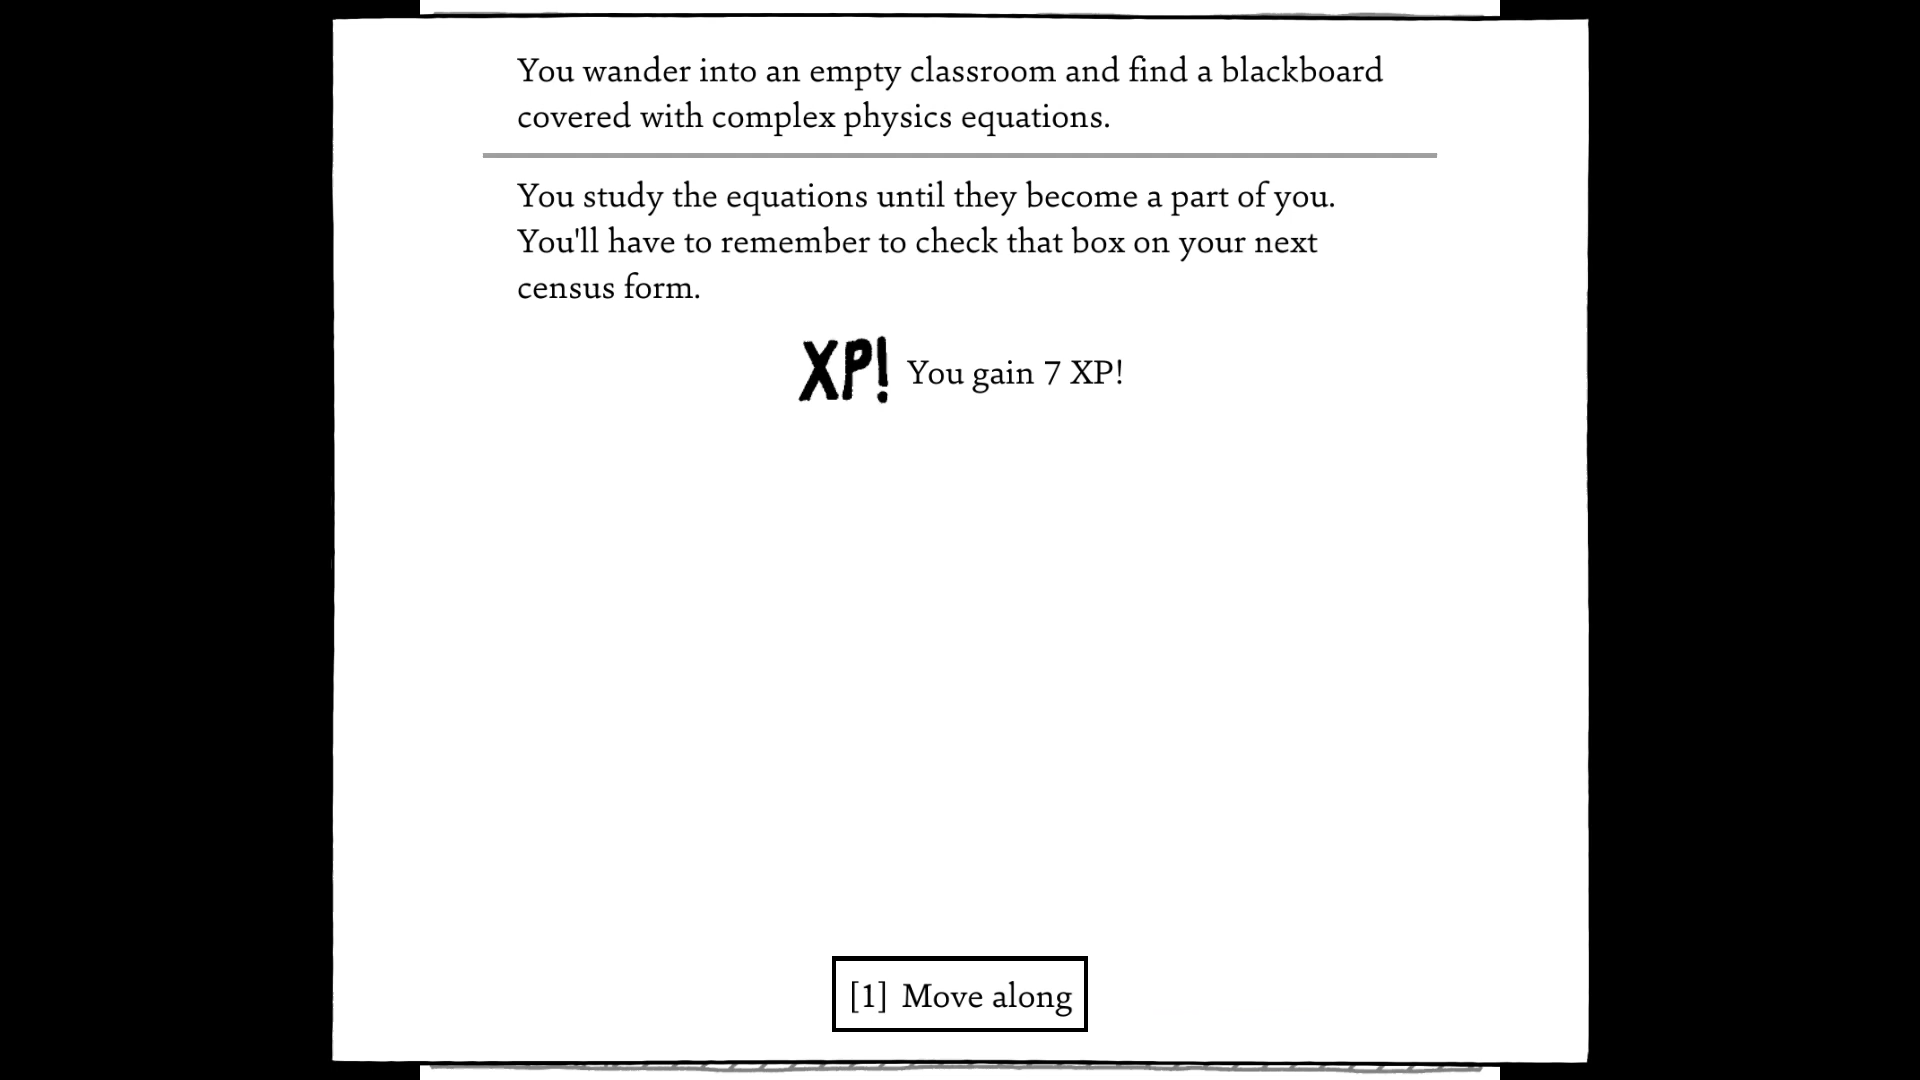 You wander into an empty classroom and find a blackboard
covered with complex physics equations.
You study the equations until they become a part of you.
You'll have to remember to check that box on your next
census form.
XP! You gain 7 XP!
[1] Move along